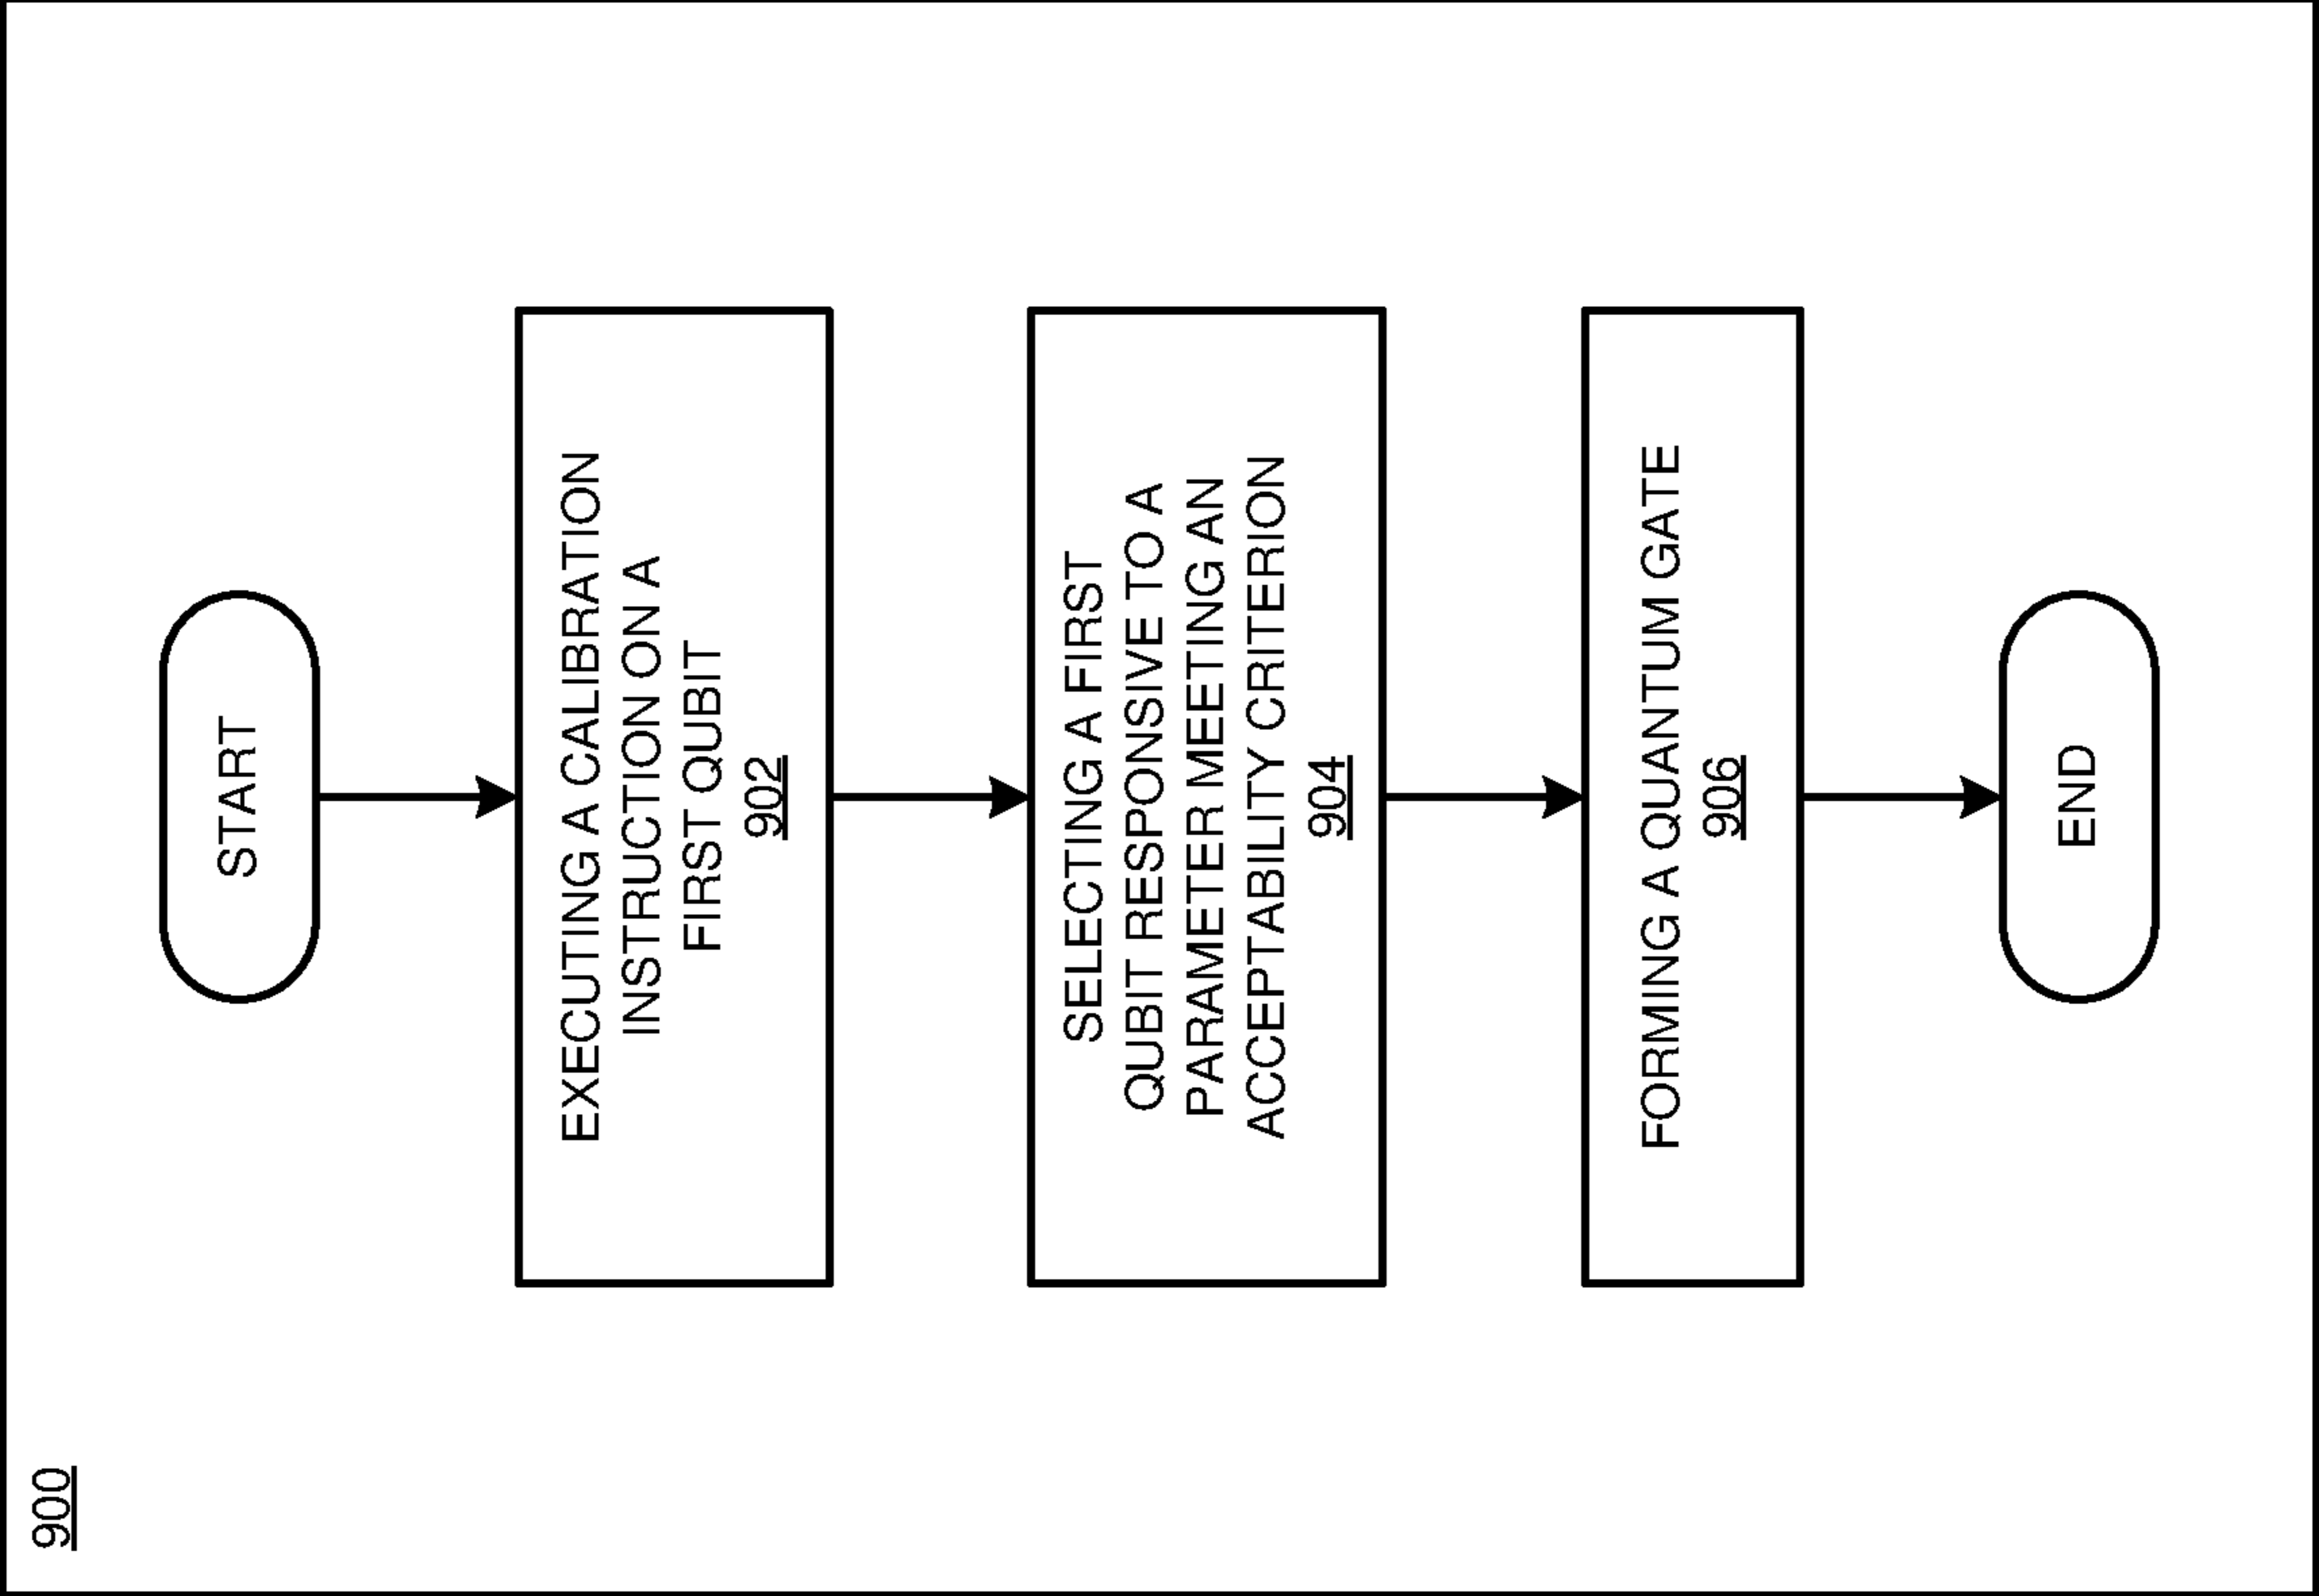 900
START
EXECUTING A CALIBRATION
INSTRUCTION ON A
FIRST QUBIT
902
SELECTING A FIRST
QUBIT RESPONSIVE TO A
PARAMETER MEETING AN
ACCEPTABILITY CRITERION
904
FORMING A QUANTUM GATE
906
END